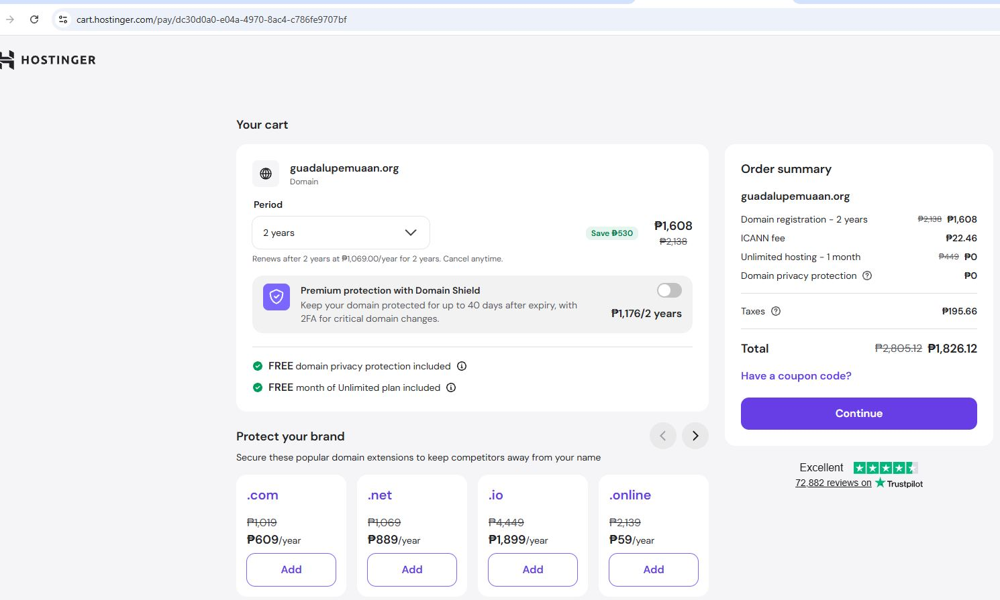 cart.hostinger.com/pay/dc30d0a0-e04a-4970-8ac4-c786fe9707bf
HOSTINGER
Your cart
guadalupemuaan.org
Domain
Period
2 years
Save ₱530
₱1,608
₱2,138
Renews after 2 years at ₱1,069.00/year for 2 years. Cancel anytime.
Premium protection with Domain Shield
Keep your domain protected for up to 40 days after expiry, with
2FA for critical domain changes.
₱1,176/2 years
FREE domain privacy protection included
FREE month of Unlimited plan included
Order summary
guadalupemuaan.org
Domain registration - 2 years ₱2,138 ₱1,608
ICANN fee ₱22.46
Unlimited hosting - 1 month ₱449 ₱0
Domain privacy protection ₱0
Taxes ₱195.66
Total ₱2,805.12 ₱1,826.12
Have a coupon code?
Continue
Excellent
72,882 reviews on Trustpilot
Protect your brand
Secure these popular domain extensions to keep competitors away from your name
.com
₱1,019
₱609/year
Add
.net
₱1,069
₱889/year
Add
.io
₱4,449
₱1,899/year
Add
.online
₱2,139
₱59/year
Add